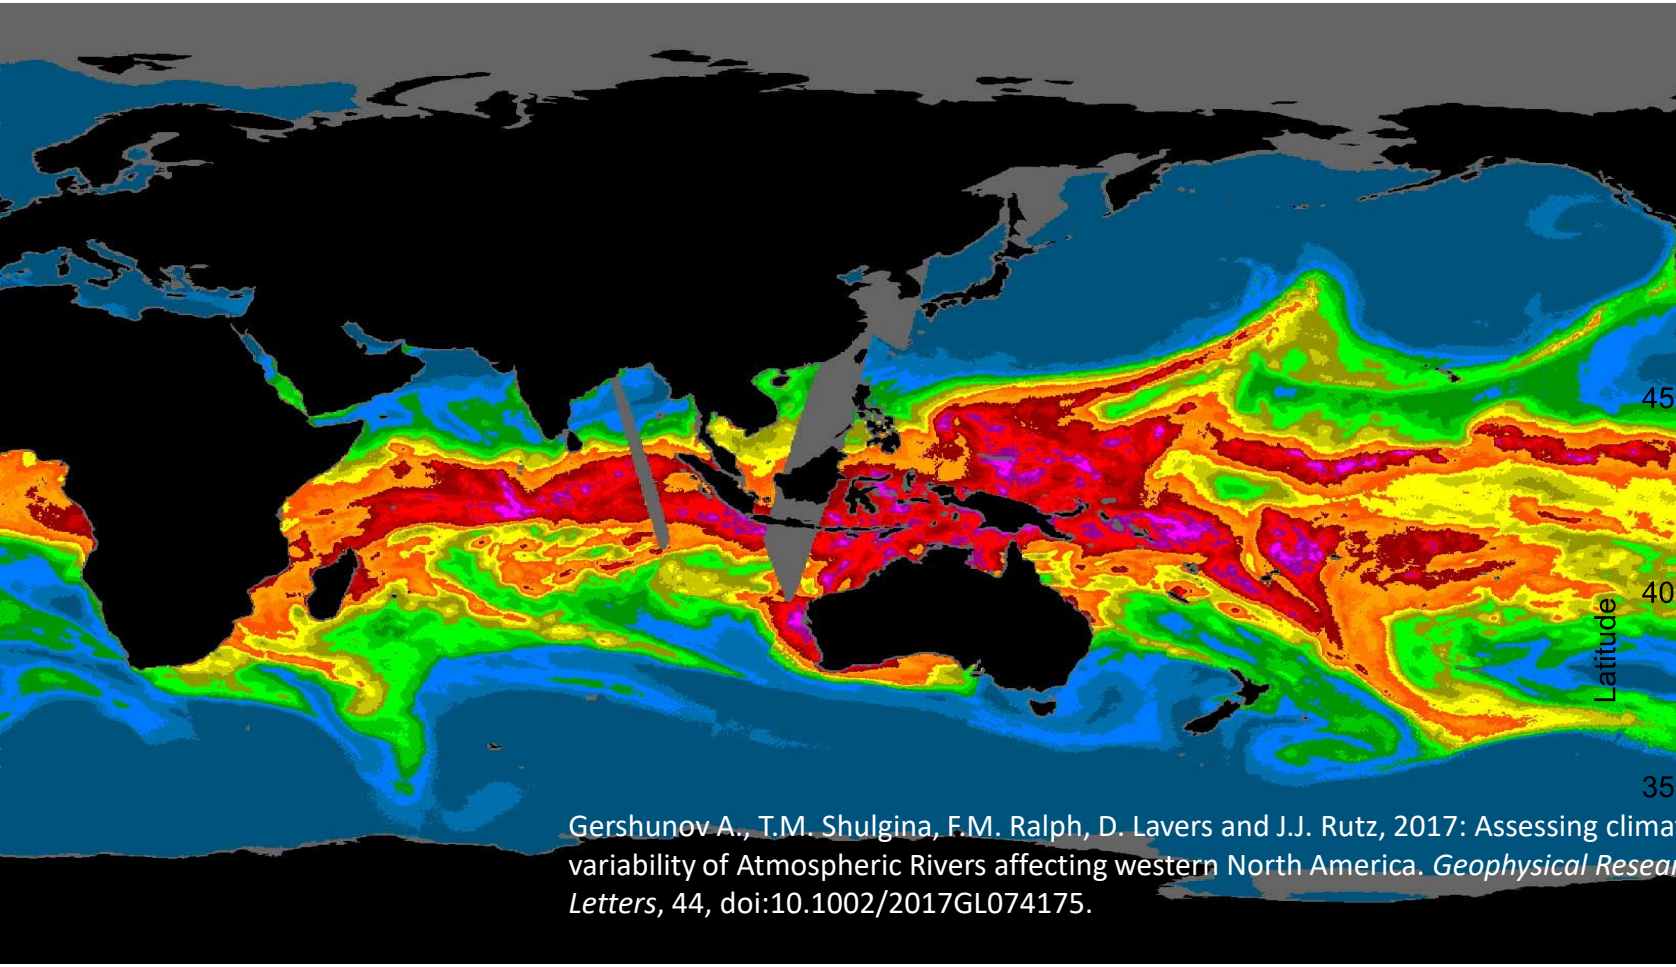 45
40
Latitude
35
Gershunov A., T.M. Shulgina, F.M. Ralph, D. Lavers and J.J. Rutz, 2017: Assessing climat
variability of Atmospheric Rivers affecting western North America. Geophysical Resear
Letters, 44, doi:10.1002/2017GL074175.